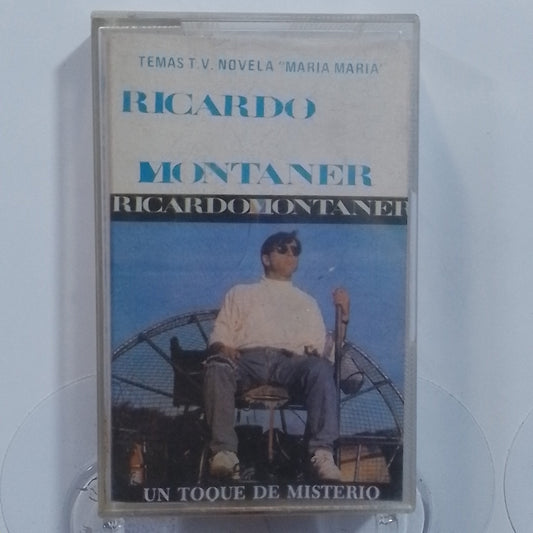 TEMAS T.V. NOVELA "MARIA MARIA"
RICARDO
MONTANER
RICARDOMONTANER
UN TOQUE DE MISTERIO